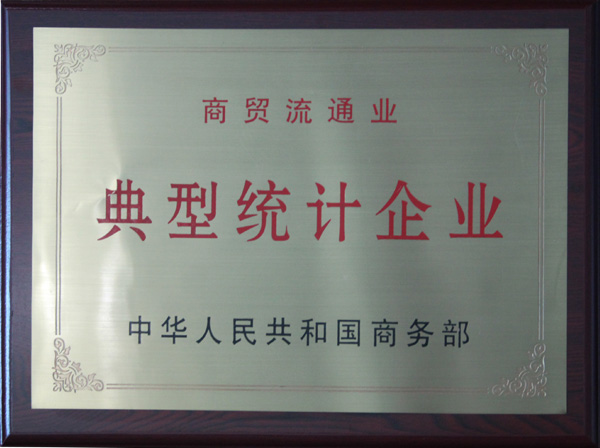 商贸流通业
典型统计企业
中华人民共和国商务部